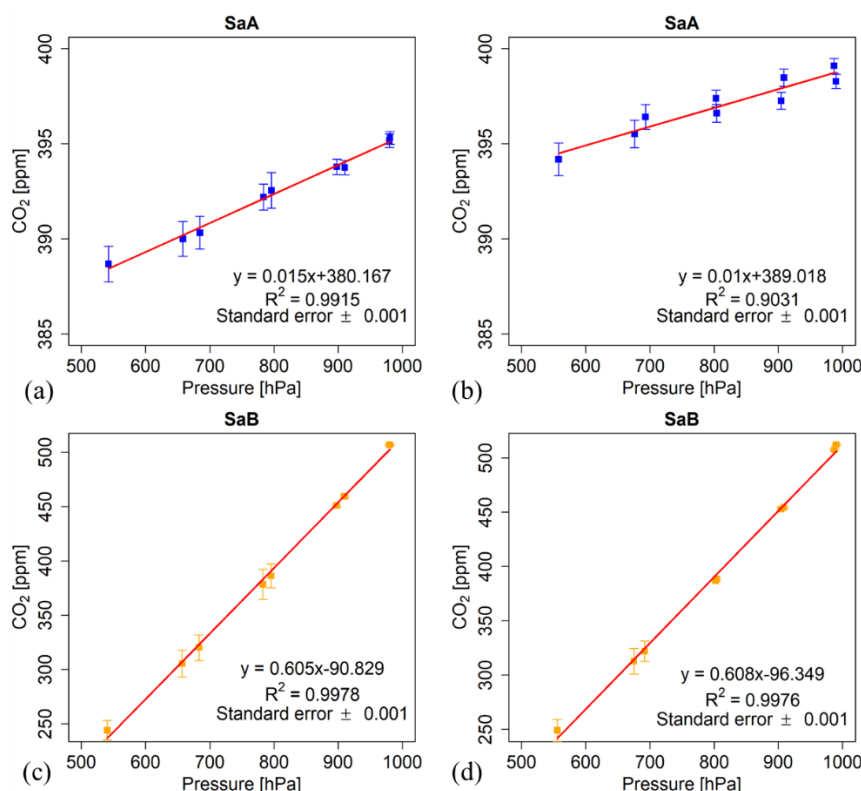 SaA
CO2 [ppm]
400
395
390
385
y = 0.015x+380.167
R2 = 0.9915
Standard error ± 0.001
500 600 700 800 900 1000
(a) Pressure [hPa]
SaA
CO2 [ppm]
400
395
390
385
y = 0.01x+389.018
R2 = 0.9031
Standard error ± 0.001
500 600 700 800 900 1000
(b) Pressure [hPa]
SaB
CO2 [ppm]
500
450
400
350
300
250
y = 0.605x-90.829
R2 = 0.9978
Standard error ± 0.001
500 600 700 800 900 1000
(c) Pressure [hPa]
SaB
CO2 [ppm]
500
450
400
350
300
250
y = 0.608x-96.349
R2 = 0.9976
Standard error ± 0.001
500 600 700 800 900 1000
(d) Pressure [hPa]